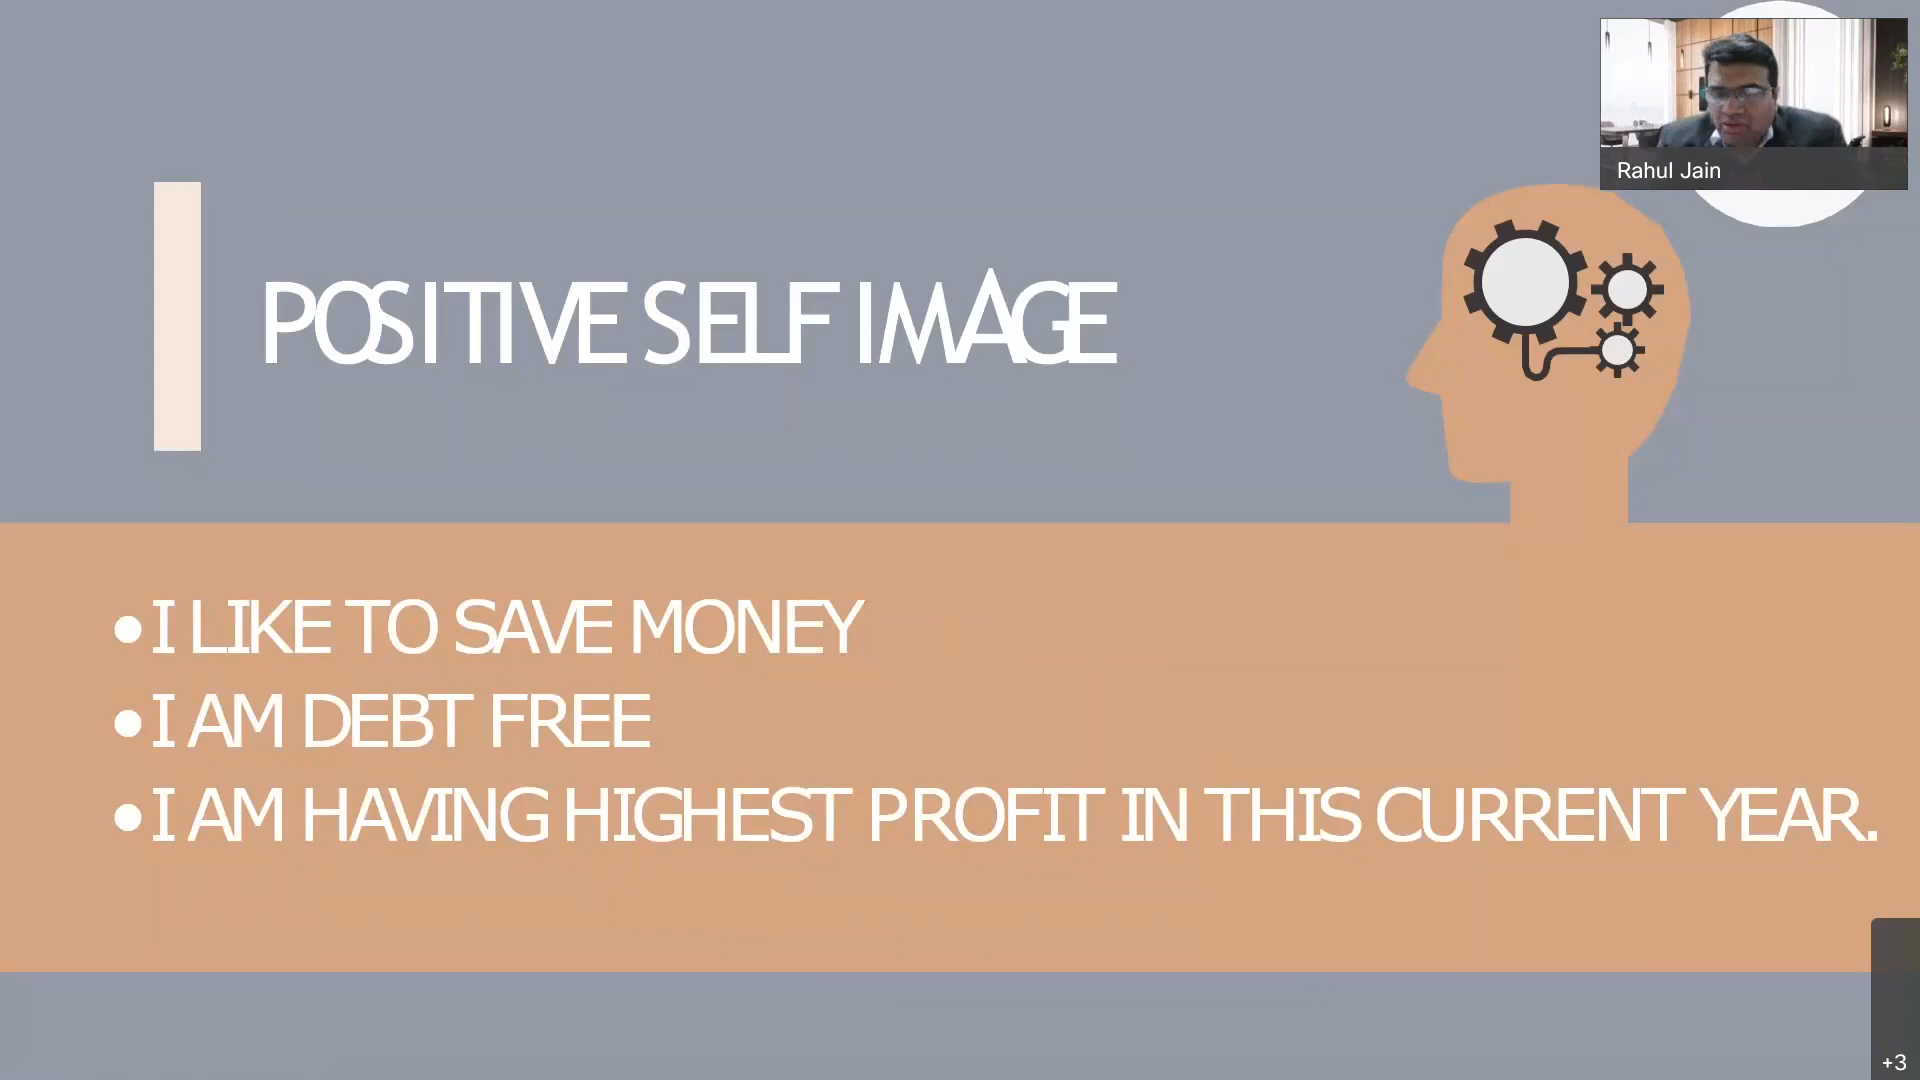 Rahul Jain
POSITIVE SELF IMAGE
•I LIKE TO SAVE MONEY
•I AM DEBT FREE
•I AM HAVING HIGHEST PROFIT IN THIS CURRENT YEAR.
+3